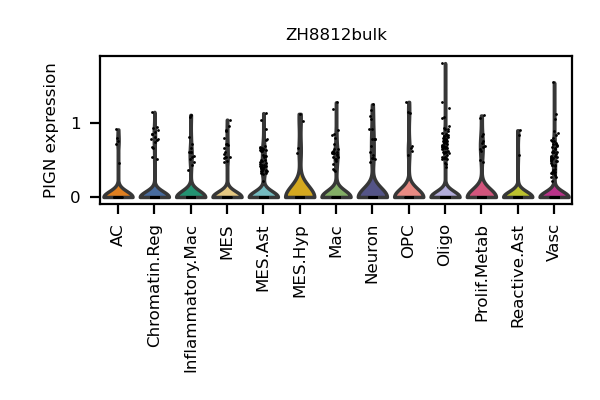 ZH8812bulk
PIGN expression
1
0
AC
Chromatin.Reg
Inflammatory.Mac
MES
MES.Ast
MES.Hyp
Mac
Neuron
OPC
Oligo
Prolif.Metab
Reactive.Ast
Vasc